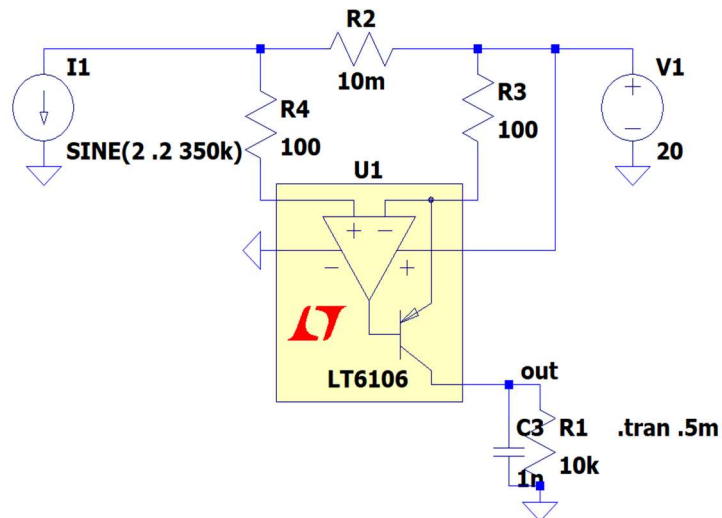 R2
I1
10m
R3
V1
R4
100
SINE(2 .2 350k)
100
20
U1
+ −
− +
+
−
LT6106
out
C3
R1
.tran .5m
1n
10k